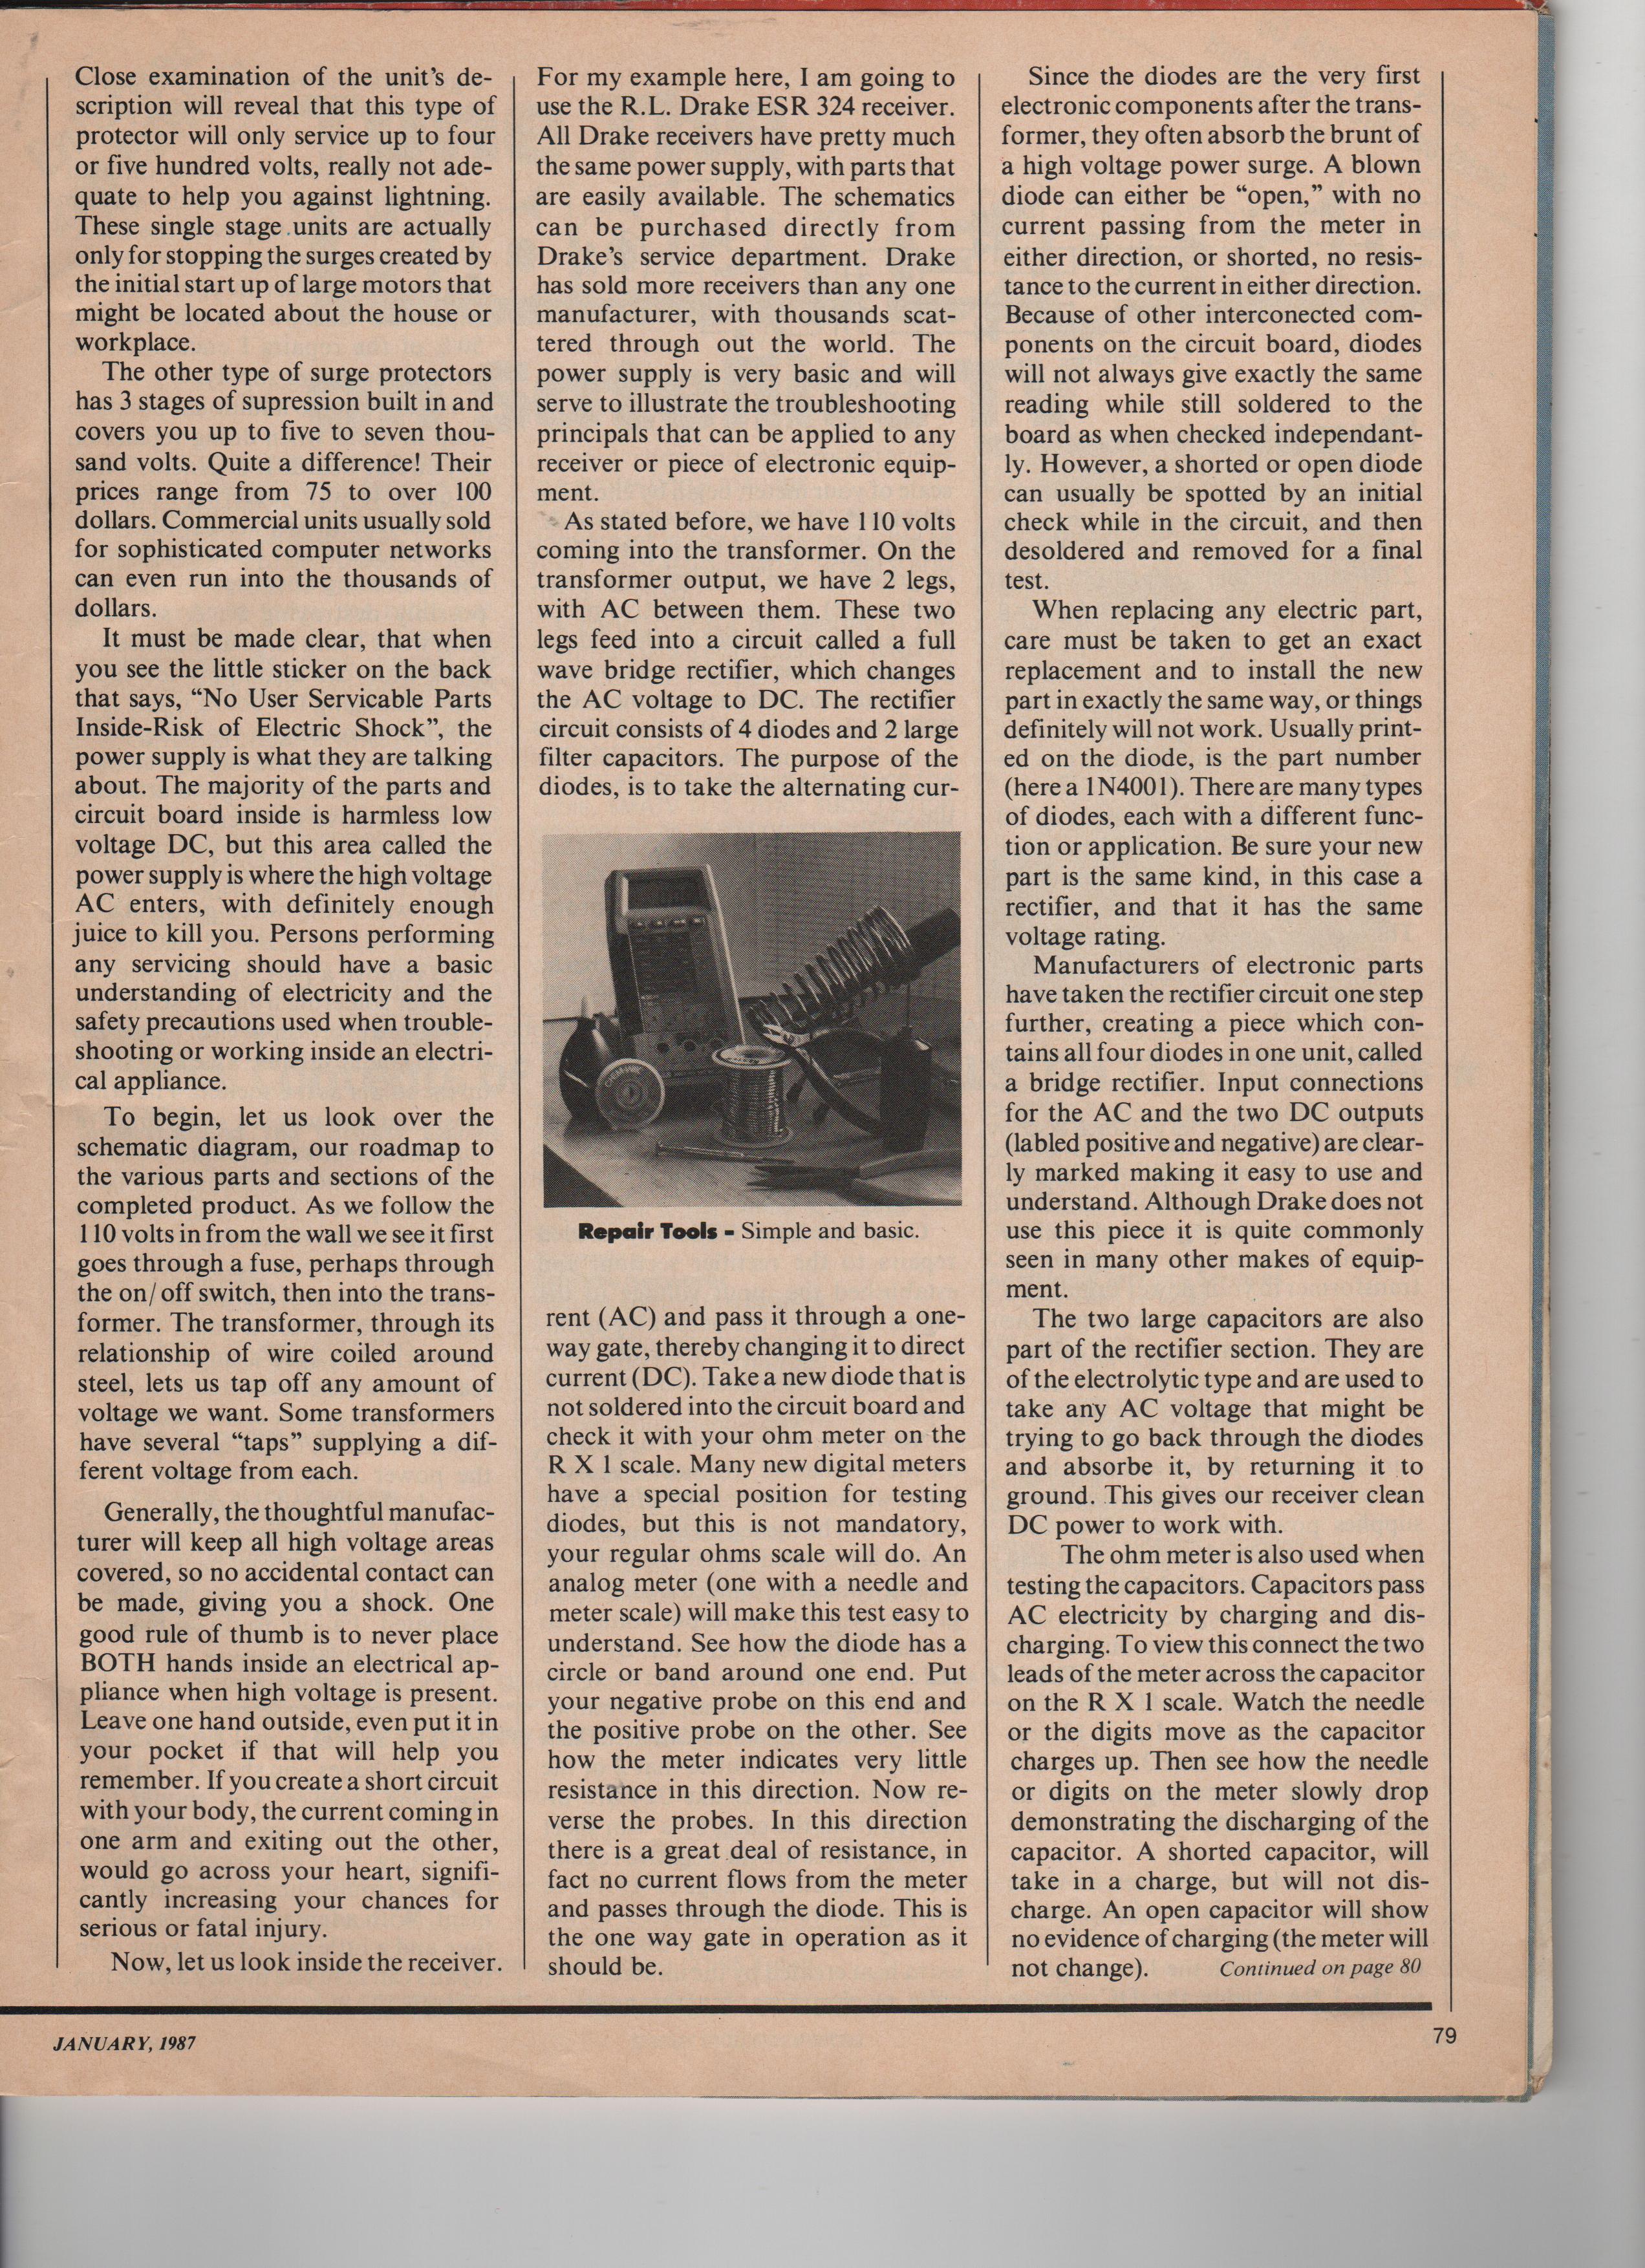 Close examination of the unit's de-
scription will reveal that this type of
protector will only service up to four
or five hundred volts, really not ade-
quate to help you against lightning.
These single stage units are actually
only for stopping the surges created by
the initial start up of large motors that
might be located about the house or
workplace.
The other type of surge protectors
has 3 stages of supression built in and
covers you up to five to seven thou-
sand volts. Quite a difference! Their
prices range from 75 to over 100
dollars. Commercial units usually sold
for sophisticated computer networks
can even run into the thousands of
dollars.
It must be made clear, that when
you see the little sticker on the back
that says, “No User Servicable Parts
Inside-Risk of Electric Shock”, the
power supply is what they are talking
about. The majority of the parts and
circuit board inside is harmless low
voltage DC, but this area called the
power supply is where the high voltage
AC enters, with definitely enough
juice to kill you. Persons performing
any servicing should have a basic
understanding of electricity and the
safety precautions used when trouble-
shooting or working inside an electri-
cal appliance.
To begin, let us look over the
schematic diagram, our roadmap to
the various parts and sections of the
completed product. As we follow the
110 volts in from the wall we see it first
goes through a fuse, perhaps through
the on/off switch, then into the trans-
former. The transformer, through its
relationship of wire coiled around
steel, lets us tap off any amount of
voltage we want. Some transformers
have several “taps” supplying a dif-
ferent voltage from each.
Generally, the thoughtful manufac-
turer will keep all high voltage areas
covered, so no accidental contact can
be made, giving you a shock. One
good rule of thumb is to never place
BOTH hands inside an electrical ap-
pliance when high voltage is present.
Leave one hand outside, even put it in
your pocket if that will help you
remember. If you create a short circuit
with your body, the current coming in
one arm and exiting out the other,
would go across your heart, signifi-
cantly increasing your chances for
serious or fatal injury.
Now, let us look inside the receiver.
For my example here, I am going to
use the R.L. Drake ESR 324 receiver.
All Drake receivers have pretty much
the same power supply, with parts that
are easily available. The schematics
can be purchased directly from
Drake's service department. Drake
has sold more receivers than any one
manufacturer, with thousands scat-
tered through out the world. The
power supply is very basic and will
serve to illustrate the troubleshooting
principals that can be applied to any
receiver or piece of electronic equip-
ment.
As stated before, we have 110 volts
coming into the transformer. On the
transformer output, we have 2 legs,
with AC between them. These two
legs feed into a circuit called a full
wave bridge rectifier, which changes
the AC voltage to DC. The rectifier
circuit consists of 4 diodes and 2 large
filter capacitors. The purpose of the
diodes, is to take the alternating cur-
Repair Tools - Simple and basic.
rent (AC) and pass it through a one-
way gate, thereby changing it to direct
current (DC). Take a new diode that is
not soldered into the circuit board and
check it with your ohm meter on the
R X 1 scale. Many new digital meters
have a special position for testing
diodes, but this is not mandatory,
your regular ohms scale will do. An
analog meter (one with a needle and
meter scale) will make this test easy to
understand. See how the diode has a
circle or band around one end. Put
your negative probe on this end and
the positive probe on the other. See
how the meter indicates very little
resistance in this direction. Now re-
verse the probes. In this direction
there is a great deal of resistance, in
fact no current flows from the meter
and passes through the diode. This is
the one way gate in operation as it
should be.
Since the diodes are the very first
electronic components after the trans-
former, they often absorb the brunt of
a high voltage power surge. A blown
diode can either be “open,” with no
current passing from the meter in
either direction, or shorted, no resis-
tance to the current in either direction.
Because of other interconected com-
ponents on the circuit board, diodes
will not always give exactly the same
reading while still soldered to the
board as when checked independant-
ly. However, a shorted or open diode
can usually be spotted by an initial
check while in the circuit, and then
desoldered and removed for a final
test.
When replacing any electric part,
care must be taken to get an exact
replacement and to install the new
part in exactly the same way, or things
definitely will not work. Usually print-
ed on the diode, is the part number
(here a 1N4001). There are many types
of diodes, each with a different func-
tion or application. Be sure your new
part is the same kind, in this case a
rectifier, and that it has the same
voltage rating.
Manufacturers of electronic parts
have taken the rectifier circuit one step
further, creating a piece which con-
tains all four diodes in one unit, called
a bridge rectifier. Input connections
for the AC and the two DC outputs
(labled positive and negative) are clear-
ly marked making it easy to use and
understand. Although Drake does not
use this piece it is quite commonly
seen in many other makes of equip-
ment.
The two large capacitors are also
part of the rectifier section. They are
of the electrolytic type and are used to
take any AC voltage that might be
trying to go back through the diodes
and absorbe it, by returning it to
ground. This gives our receiver clean
DC power to work with.
The ohm meter is also used when
testing the capacitors. Capacitors pass
AC electricity by charging and dis-
charging. To view this connect the two
leads of the meter across the capacitor
on the R X 1 scale. Watch the needle
or the digits move as the capacitor
charges up. Then see how the needle
or digits on the meter slowly drop
demonstrating the discharging of the
capacitor. A shorted capacitor, will
take in a charge, but will not dis-
charge. An open capacitor will show
no evidence of charging (the meter will
not change).
Continued on page 80
JANUARY, 1987
79